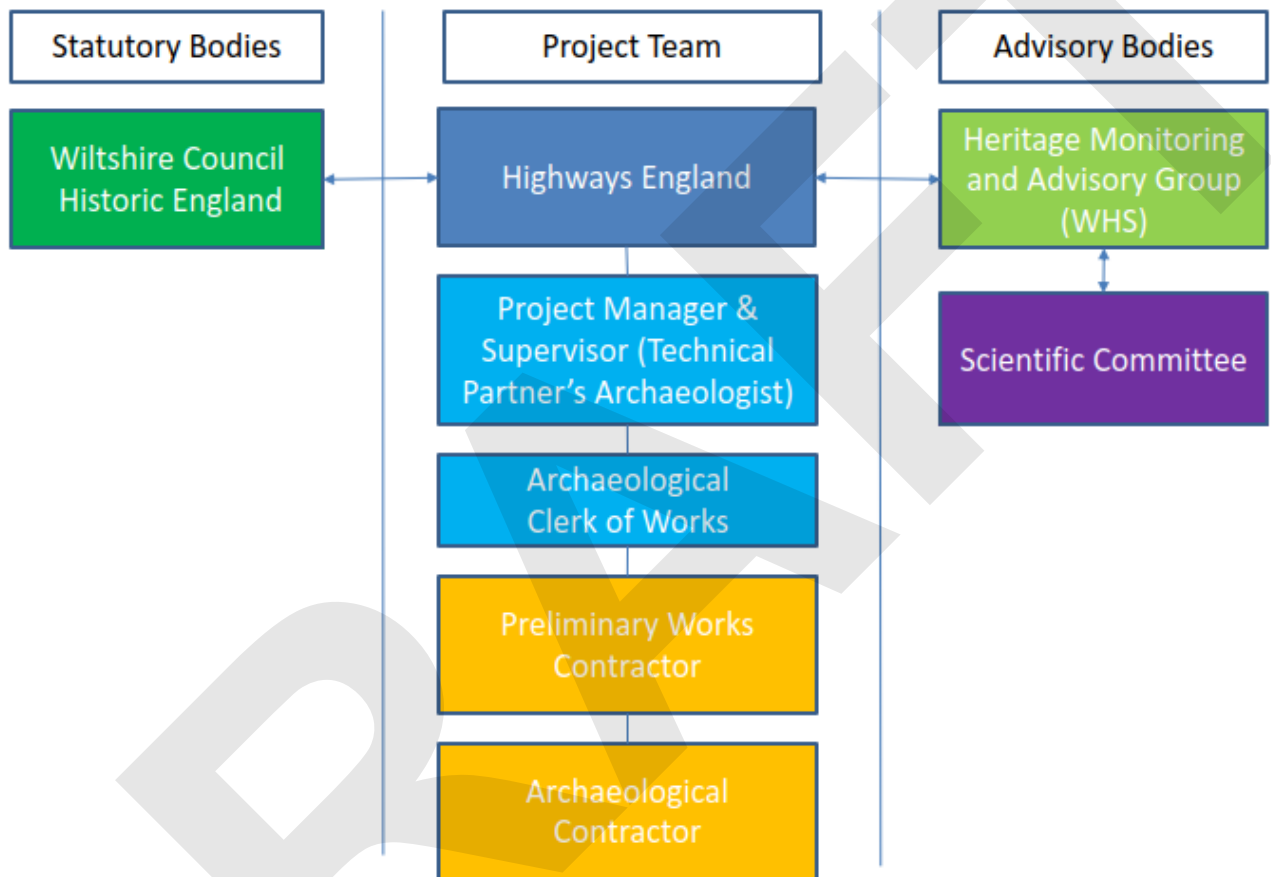 Statutory Bodies
Project Team
Advisory Bodies
Wiltshire Council
Historic England
Highways England
Heritage Monitoring
and Advisory Group
(WHS)
Project Manager &
Supervisor (Technical
Partner's Archaeologist)
Scientific Committee
Archaeological
Clerk of Works
Preliminary Works
Contractor
Archaeological
Contractor